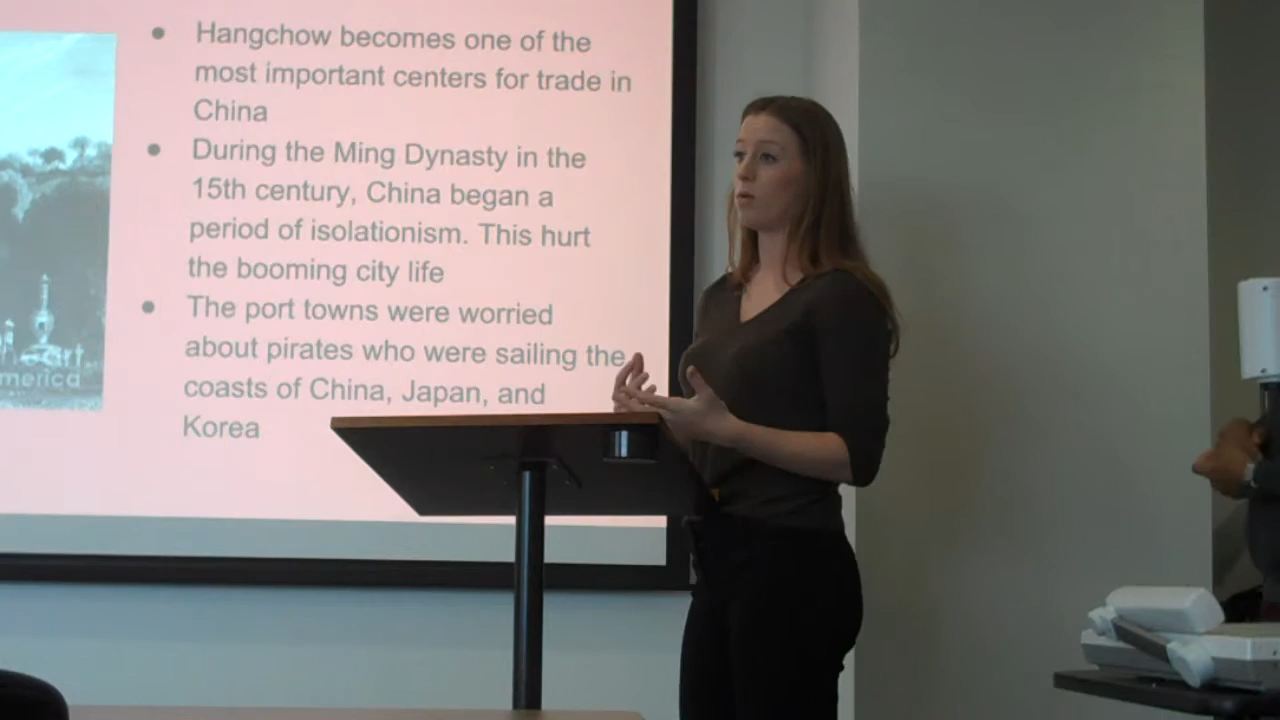 • Hangchow becomes one of the
most important centers for trade in
China
• During the Ming Dynasty in the
15th century, China began a
period of isolationism. This hurt
the booming city life
• The port towns were worried
about pirates who were sailing the
coasts of China, Japan, and
Korea